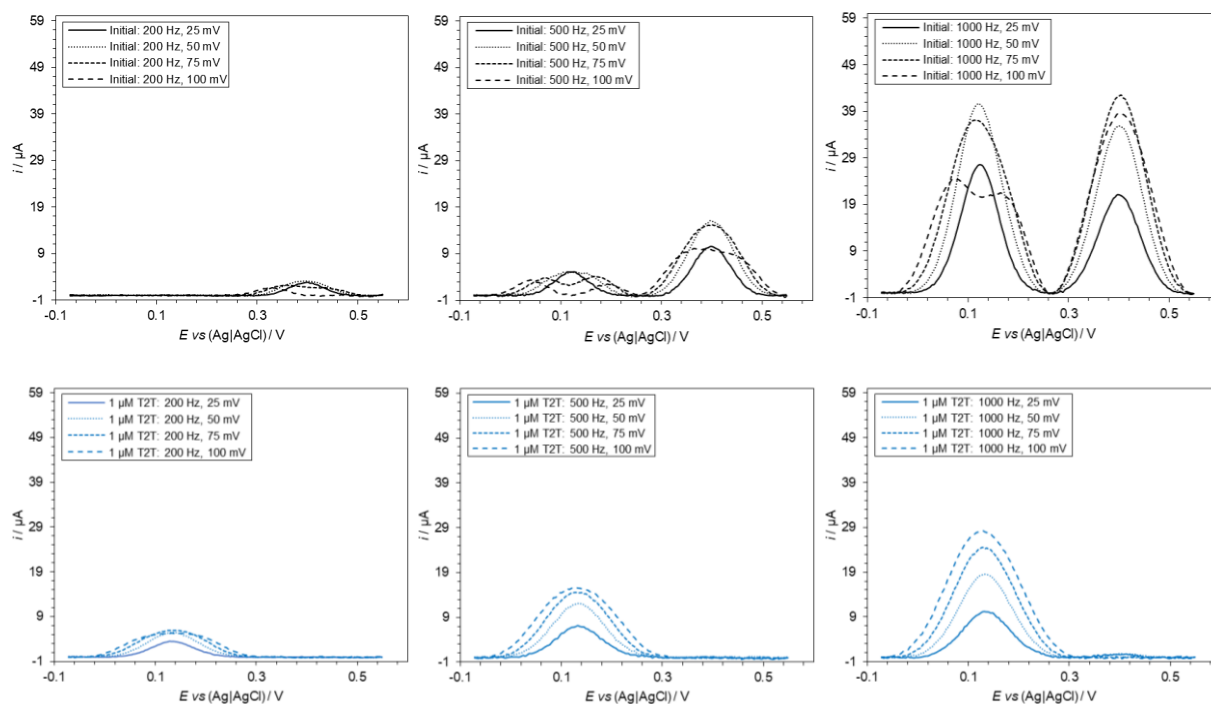 59
49
39
29
19
9
-1
i / µA
Initial: 200 Hz, 25 mV
Initial: 200 Hz, 50 mV
Initial: 200 Hz, 75 mV
Initial: 200 Hz, 100 mV
-0.1 0.1 0.3 0.5
E vs (Ag|AgCl) / V
59
49
39
29
19
9
-1
i / µA
Initial: 500 Hz, 25 mV
Initial: 500 Hz, 50 mV
Initial: 500 Hz, 75 mV
Initial: 500 Hz, 100 mV
-0.1 0.1 0.3 0.5
E vs (Ag|AgCl) / V
59
49
39
29
19
9
-1
i / µA
Initial: 1000 Hz, 25 mV
Initial: 1000 Hz, 50 mV
Initial: 1000 Hz, 75 mV
Initial: 1000 Hz, 100 mV
-0.1 0.1 0.3 0.5
E vs (Ag|AgCl) / V
59
49
39
29
19
9
-1
i / µA
1 µM T2T: 200 Hz, 25 mV
1 µM T2T: 200 Hz, 50 mV
1 µM T2T: 200 Hz, 75 mV
1 µM T2T: 200 Hz, 100 mV
-0.1 0.1 0.3 0.5
E vs (Ag|AgCl) / V
59
49
39
29
19
9
-1
i / µA
1 µM T2T: 500 Hz, 25 mV
1 µM T2T: 500 Hz, 50 mV
1 µM T2T: 500 Hz, 75 mV
1 µM T2T: 500 Hz, 100 mV
-0.1 0.1 0.3 0.5
E vs (Ag|AgCl) / V
59
49
39
29
19
9
-1
i / µA
1 µM T2T: 1000 Hz, 25 mV
1 µM T2T: 1000 Hz, 50 mV
1 µM T2T: 1000 Hz, 75 mV
1 µM T2T: 1000 Hz, 100 mV
-0.1 0.1 0.3 0.5
E vs (Ag|AgCl) / V